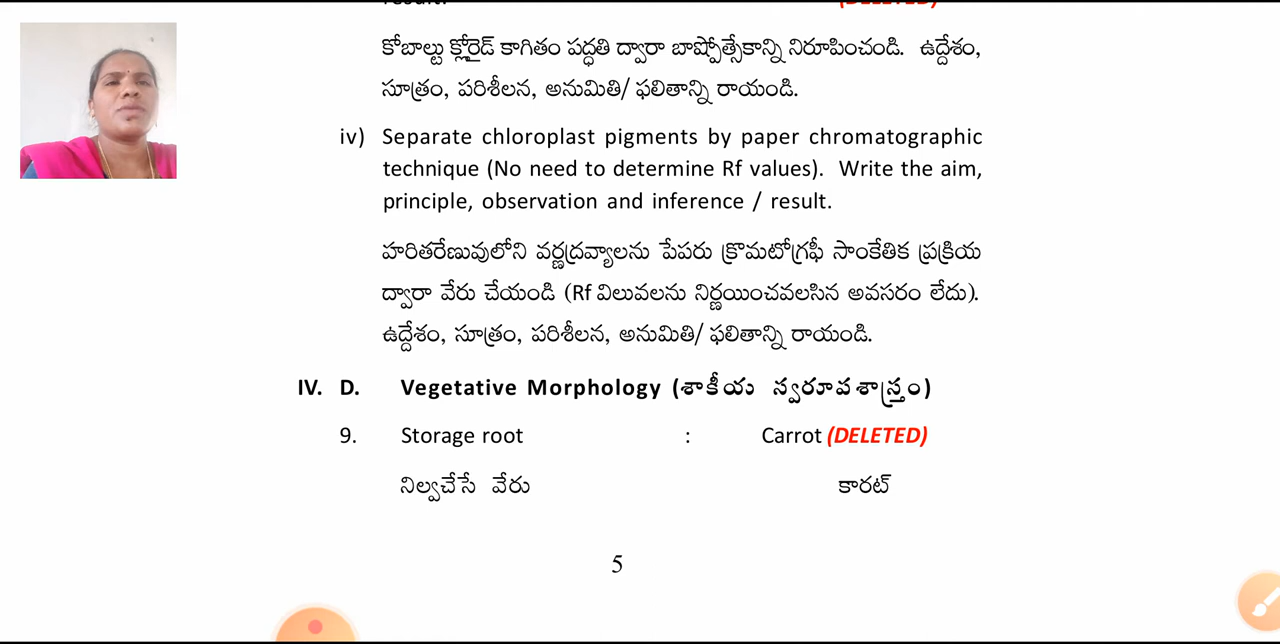 result. (DELETED)
కోబాల్టు క్లోరైడ్ కాగితం పద్ధతి ద్వారా బాష్పోత్సేకాన్ని నిరూపించండి. ఉద్దేశం,
సూత్రం, పరిశీలన, అనుమితి/ ఫలితాన్ని రాయండి.
iv) Separate chloroplast pigments by paper chromatographic
technique (No need to determine Rf values). Write the aim,
principle, observation and inference / result.
హరితరేణువులోని వర్ణద్రవ్యాలను పేపరు క్రొమటోగ్రఫీ సాంకేతిక ప్రక్రియ
ద్వారా వేరు చేయండి (Rf విలువలను నిర్ణయించవలసిన అవసరం లేదు).
ఉద్దేశం, సూత్రం, పరిశీలన, అనుమితి/ ఫలితాన్ని రాయండి.
IV. D. Vegetative Morphology (శాకీయ స్వరూపశాస్త్రం)
9. Storage root : Carrot (DELETED)
నిల్వచేసే వేరు కారట్
5